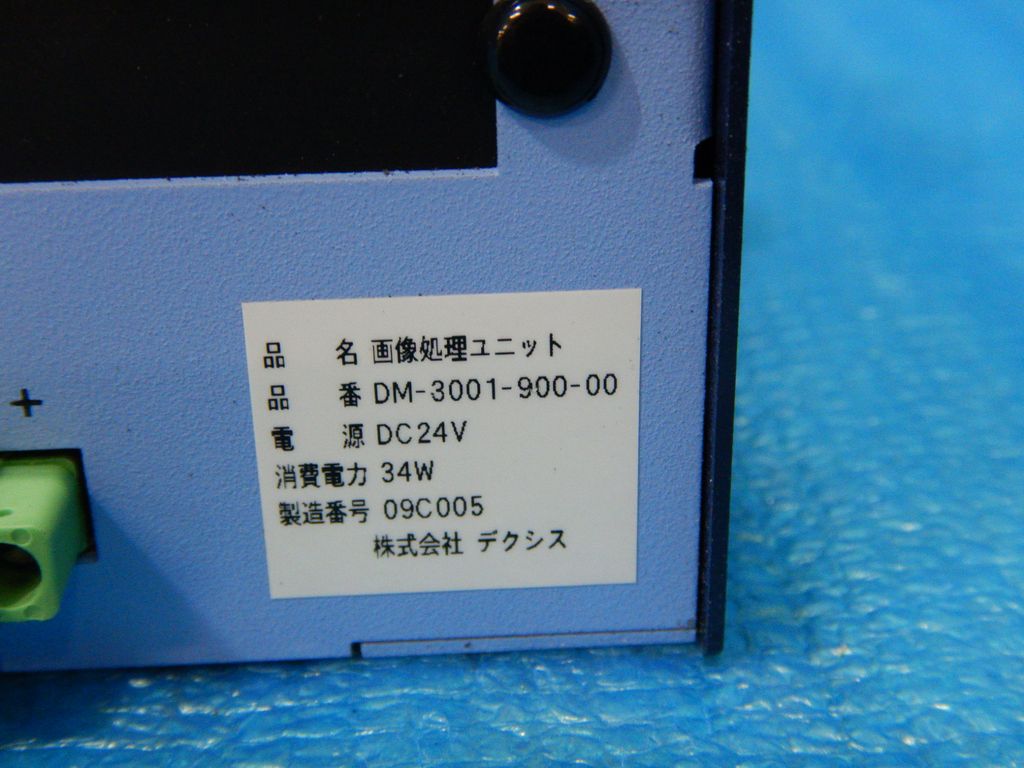 +
品 名 画像処理ユニット
品 番 DM-3001-900-00
電 源 DC24V
消費電力 34W
製造番号 09C005
株式会社 デクシス